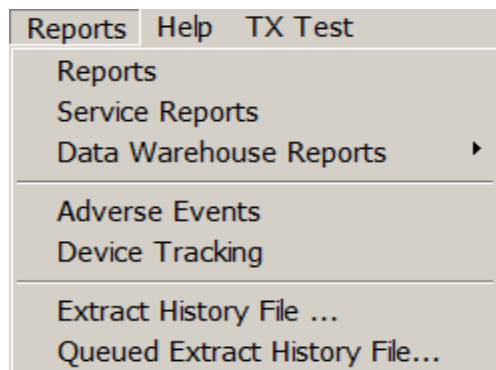 Reports Help TX Test
Reports
Service Reports
Data Warehouse Reports
Adverse Events
Device Tracking
Extract History File ...
Queued Extract History File...